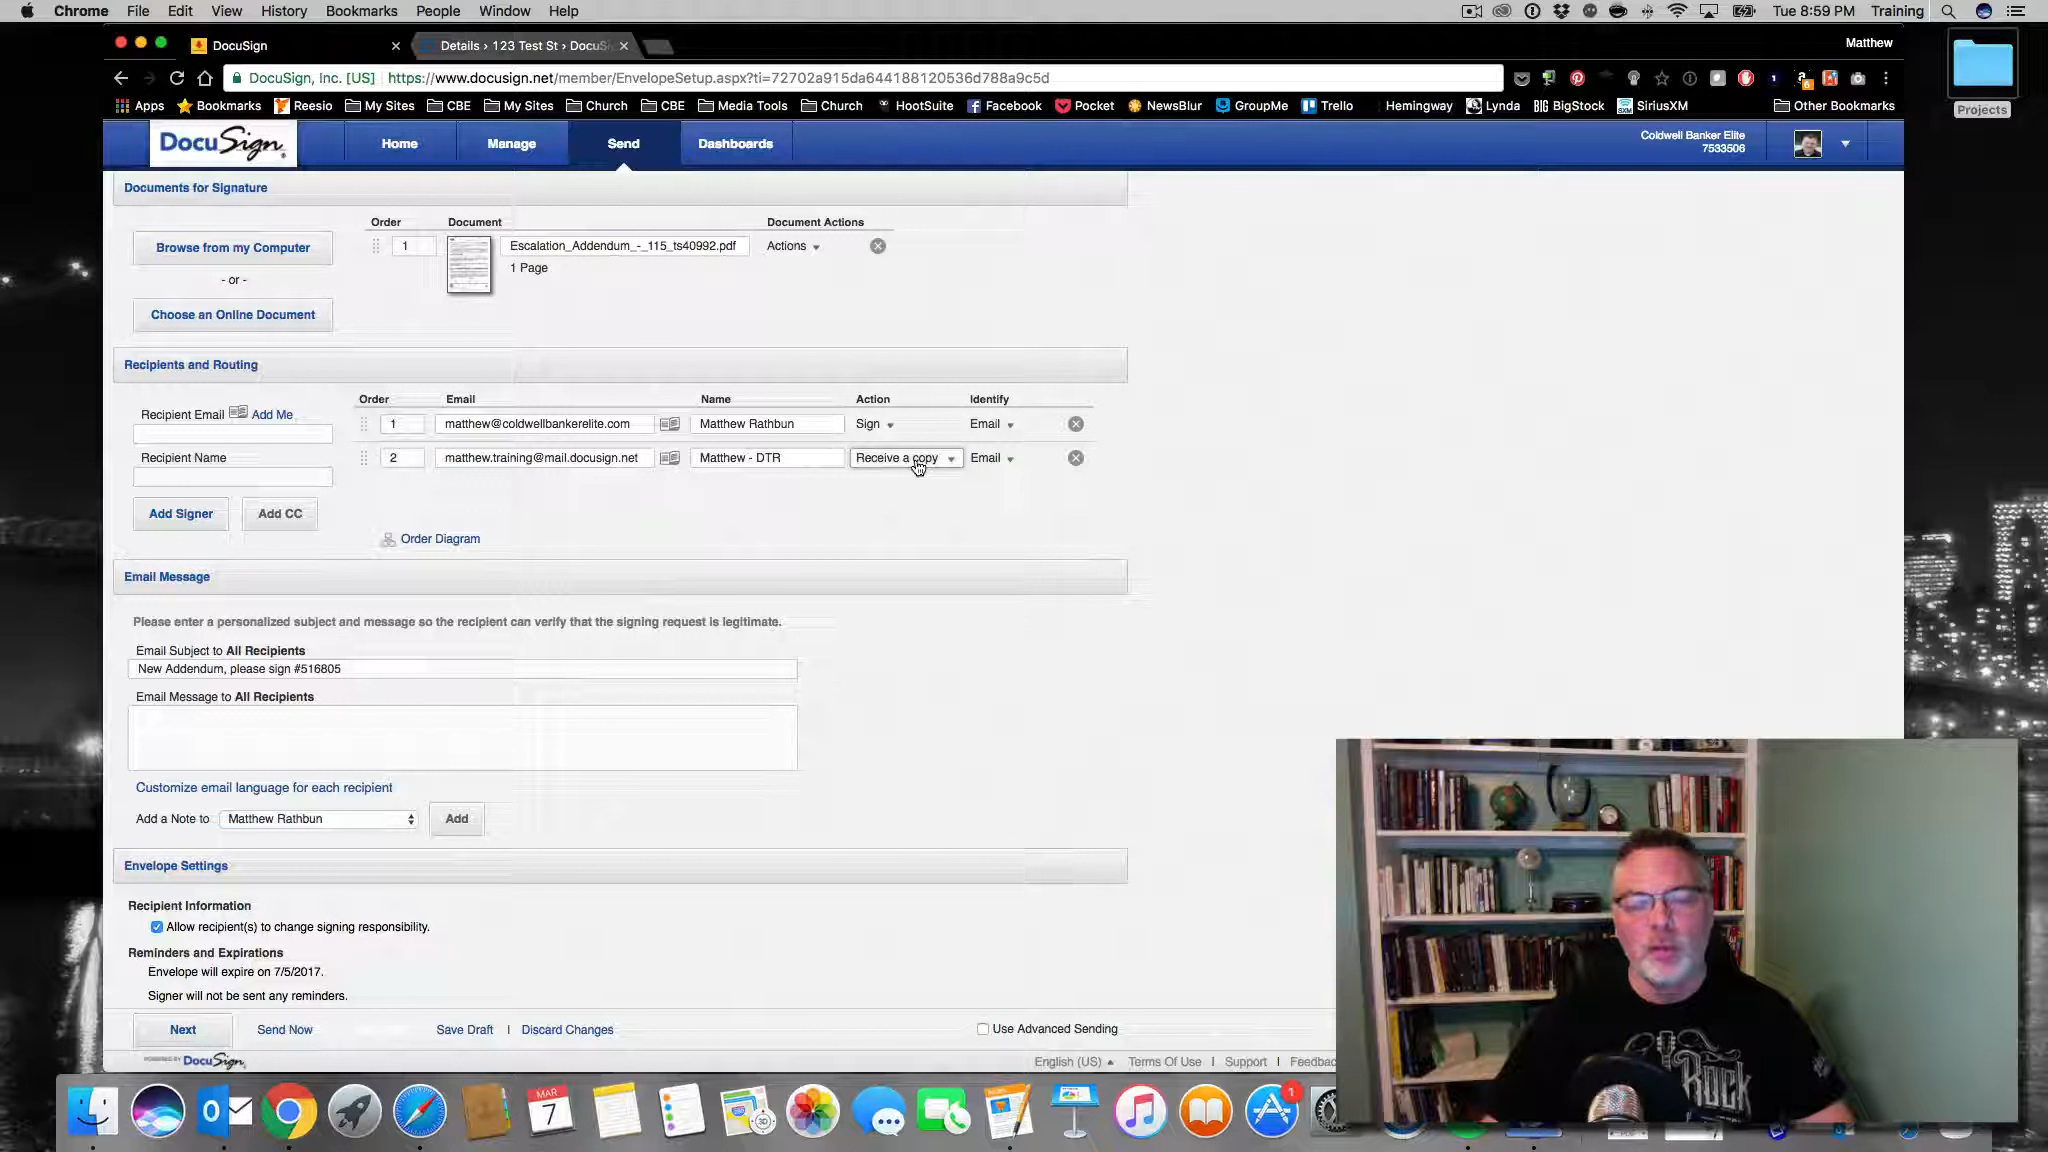 Chrome File Edit View History Bookmarks People Window Help Tue 8:59 PM Training
DocuSign Details › 123 Test St › DocuSi Matthew
DocuSign, Inc. [US] https://www.docusign.net/member/EnvelopeSetup.aspx?ti=72702a915da644188120536d788a9c5d
Apps Bookmarks Reesio My Sites CBE My Sites Church CBE Media Tools Church HootSuite Facebook Pocket NewsBlur GroupMe Trello Hemingway Lynda BIG BigStock SiriusXM Other Bookmarks
Projects
DocuSign Home Manage Send Dashboards
Coldwell Banker Elite
7533506
Documents for Signature
Order Document Document Actions
Browse from my Computer
1 Escalation_Addendum_-_115_ts40992.pdf Actions
1 Page
- or -
Choose an Online Document
Recipients and Routing
Order Email Name Action Identify
Recipient Email Add Me
1 matthew@coldwellbankerelite.com Matthew Rathbun Sign Email
Recipient Name
2 matthew.training@mail.docusign.net Matthew - DTR Receive a copy Email
Add Signer Add CC
Order Diagram
Email Message
Please enter a personalized subject and message so the recipient can verify that the signing request is legitimate.
Email Subject to All Recipients
New Addendum, please sign #516805
Email Message to All Recipients
Customize email language for each recipient
Add a Note to Matthew Rathbun Add
Envelope Settings
Recipient Information
Allow recipient(s) to change signing responsibility.
Reminders and Expirations
Envelope will expire on 7/5/2017.
Signer will not be sent any reminders.
Next Send Now Save Draft | Discard Changes Use Advanced Sending
POWERED BY DocuSign English (US) Terms Of Use | Support | Feedbac
ROCK
MAR
7
3D
1